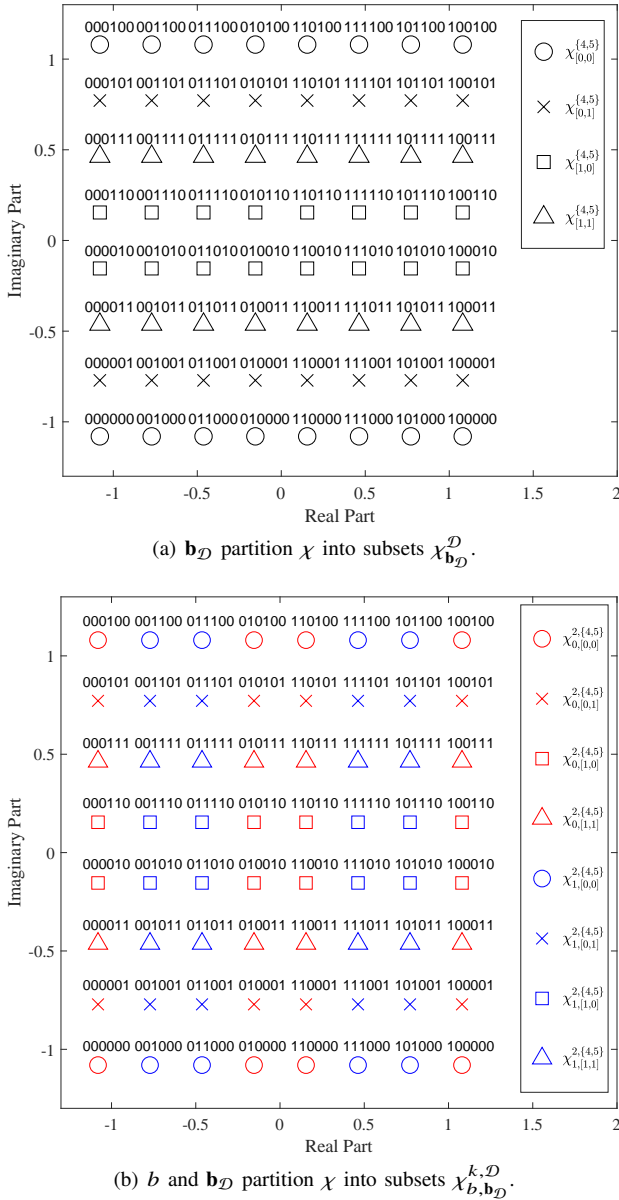 000100 001100 011100 010100 110100 111100 101100 100100
1
000101 001101 011101 010101 110101 111101 101101 100101
000111 001111 011111 010111 110111 111111 101111 100111
0.5
000110 001110 011110 010110 110110 111110 101110 100110
0
000010 001010 011010 010010 110010 111010 101010 100010
000011 001011 011011 010011 110011 111011 101011 100011
-0.5
000001 001001 011001 010001 110001 111001 101001 100001
000000 001000 011000 010000 110000 111000 101000 100000
-1
Imaginary Part
-1 -0.5 0 0.5 1 1.5 2
Real Part
χ^{4,5}_[0,0]
χ^{4,5}_[0,1]
χ^{4,5}_[1,0]
χ^{4,5}_[1,1]
(a) b_𝒟 partition χ into subsets χ^𝒟_b_𝒟.
000100 001100 011100 010100 110100 111100 101100 100100
1
000101 001101 011101 010101 110101 111101 101101 100101
000111 001111 011111 010111 110111 111111 101111 100111
0.5
000110 001110 011110 010110 110110 111110 101110 100110
0
000010 001010 011010 010010 110010 111010 101010 100010
000011 001011 011011 010011 110011 111011 101011 100011
-0.5
000001 001001 011001 010001 110001 111001 101001 100001
-1
000000 001000 011000 010000 110000 111000 101000 100000
Imaginary Part
-1 -0.5 0 0.5 1 1.5 2
Real Part
χ^2,{4,5}_0,[0,0]
χ^2,{4,5}_0,[0,1]
χ^2,{4,5}_0,[1,0]
χ^2,{4,5}_0,[1,1]
χ^2,{4,5}_1,[0,0]
χ^2,{4,5}_1,[0,1]
χ^2,{4,5}_1,[1,0]
χ^2,{4,5}_1,[1,1]
(b) b and b_𝒟 partition χ into subsets χ^k,𝒟_b,b_𝒟.